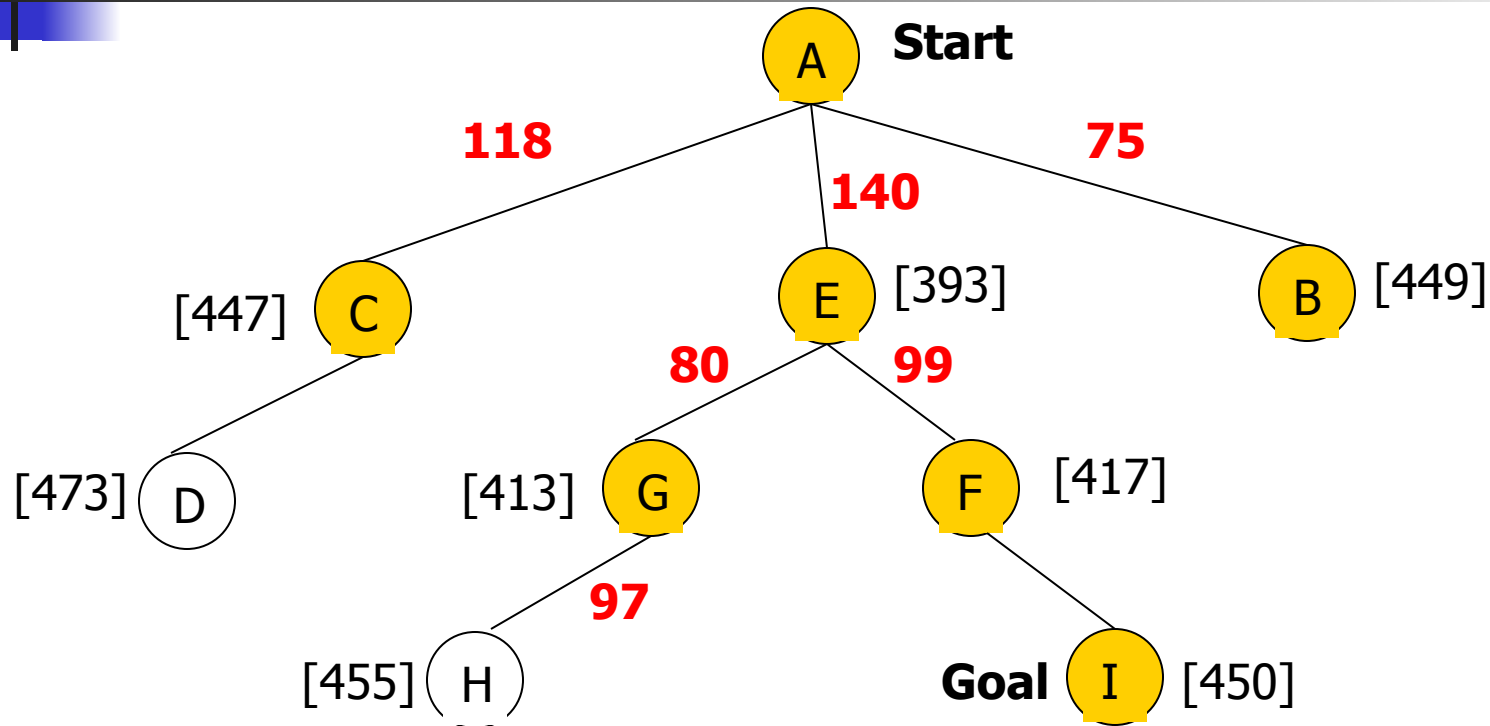 A Start
118
75
140
[447] C
E [393]
B [449]
80
99
[473] D
[413] G
F [417]
97
[455] H
Goal I [450]